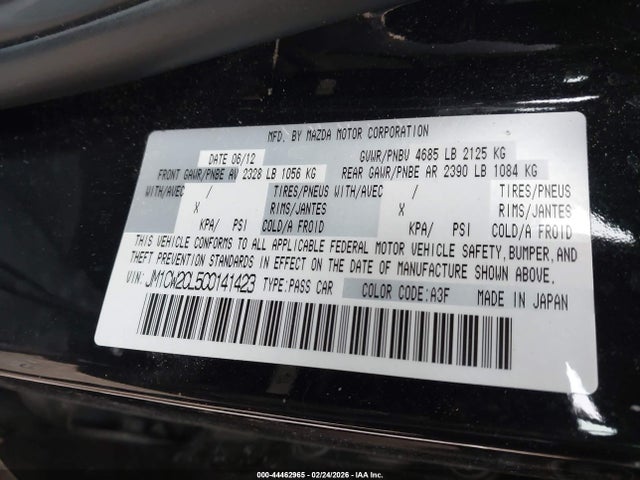 MFD. BY MAZDA MOTOR CORPORATION
DATE 06/12 GVWR/PNBV 4685 LB 2125 KG
FRONT GAWR/PNBE AV 2328 LB 1056 KG REAR GAWR/PNBE AR 2390 LB 1084 KG
WITH/AVEC / TIRES/PNEUS WITH/AVEC / TIRES/PNEUS
X RIMS/JANTES X RIMS/JANTES
KPA/ PSI COLD/A FROID KPA/ PSI COLD/A FROID
THIS VEHICLE CONFORMS TO ALL APPLICABLE FEDERAL MOTOR VEHICLE SAFETY, BUMPER, AND
THEFT PREVENTION STANDARDS IN EFFECT ON THE DATE OF MANUFACTURE SHOWN ABOVE.
VIN: JM1CW2CL5C0141423 TYPE:PASS CAR COLOR CODE:A3F MADE IN JAPAN
000-44462965 - 02/24/2026 - IAA Inc.